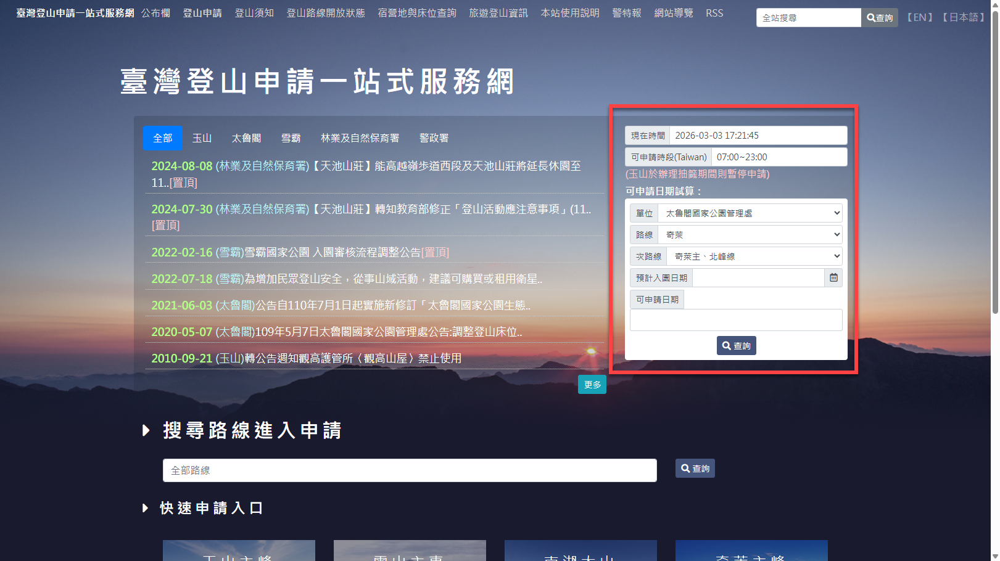 臺灣登山申請一站式服務網 公布欄 登山申請 登山須知 登山路線開放狀態 宿營地與床位查詢 旅遊登山資訊 本站使用說明 警特報 網站導覽 RSS 全站搜尋 查詢 【EN】 【日本語】
臺灣登山申請一站式服務網
全部 玉山 太魯閣 雪霸 林業及自然保育署 警政署
2024-08-08 (林業及自然保育署)【天池山莊】能高越嶺步道西段及天池山莊將延長休園至
11..[置頂]
2024-07-30 (林業及自然保育署)【天池山莊】轉知教育部修正「登山活動應注意事項」(11..
[置頂]
2022-02-16 (雪霸)雪霸國家公園 入園審核流程調整公告[置頂]
2022-07-18 (雪霸)為增加民眾登山安全，從事山域活動，建議可購買或租用衛星..
2021-06-03 (太魯閣)公告自110年7月1日起實施新修訂「太魯閣國家公園生態..
2020-05-07 (太魯閣)109年5月7日太魯閣國家公園管理處公告:調整登山床位..
2010-09-21 (玉山)轉公告週知觀高護管所〈觀高山屋〉禁止使用
更多
現在時間 2026-03-03 17:21:45
可申請時段(Taiwan) 07:00~23:00
(玉山於辦理抽籤期間則暫停申請)
可申請日期試算：
單位 太魯閣國家公園管理處
路線 奇萊
次路線 奇萊主、北峰線
預計入園日期
可申請日期
查詢
搜尋路線進入申請
全部路線 查詢
快速申請入口
玉山主峰 雪山主東 南湖大山 奇萊主峰